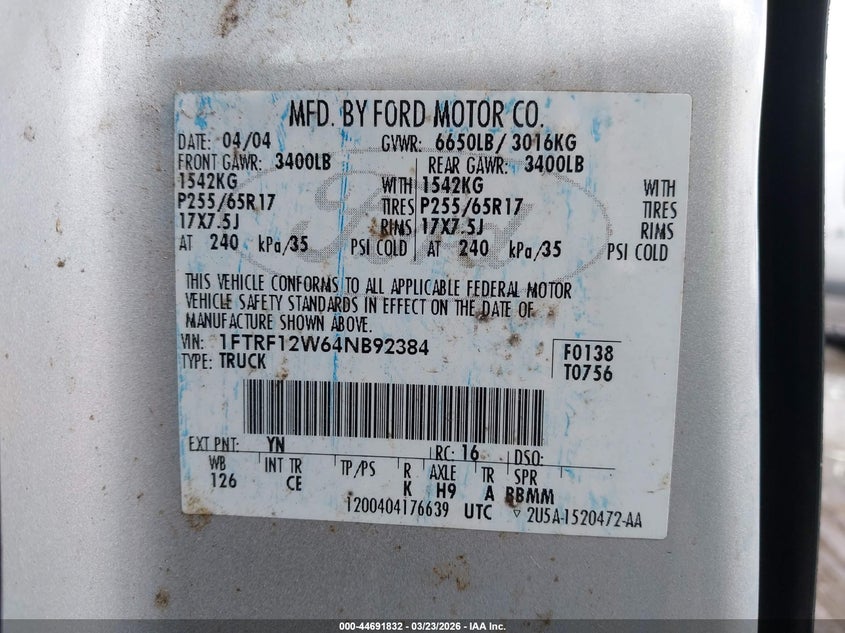 MFD. BY FORD MOTOR CO.
DATE: 04/04 GVWR: 6650LB/ 3016KG
FRONT GAWR: 3400LB REAR GAWR: 3400LB
1542KG WITH 1542KG WITH
P255/65R17 TIRES P255/65R17 TIRES
17X7.5J RIMS 17X7.5J RIMS
AT 240 kPa/35 PSI COLD AT 240 kPa/35 PSI COLD
Ford
THIS VEHICLE CONFORMS TO ALL APPLICABLE FEDERAL MOTOR
VEHICLE SAFETY STANDARDS IN EFFECT ON THE DATE OF
MANUFACTURE SHOWN ABOVE.
VIN: 1FTRF12W64NB92384 F0138
TYPE: TRUCK T0756
EXT PNT: YN RC: 16 DSO:
WB INT TR TP/PS R AXLE TR SPR
126 CE K H9 A BBMM
1200404176639 UTC ▽ 2U5A-1520472-AA
000-44691832 — 03/23/2026 — IAA Inc.